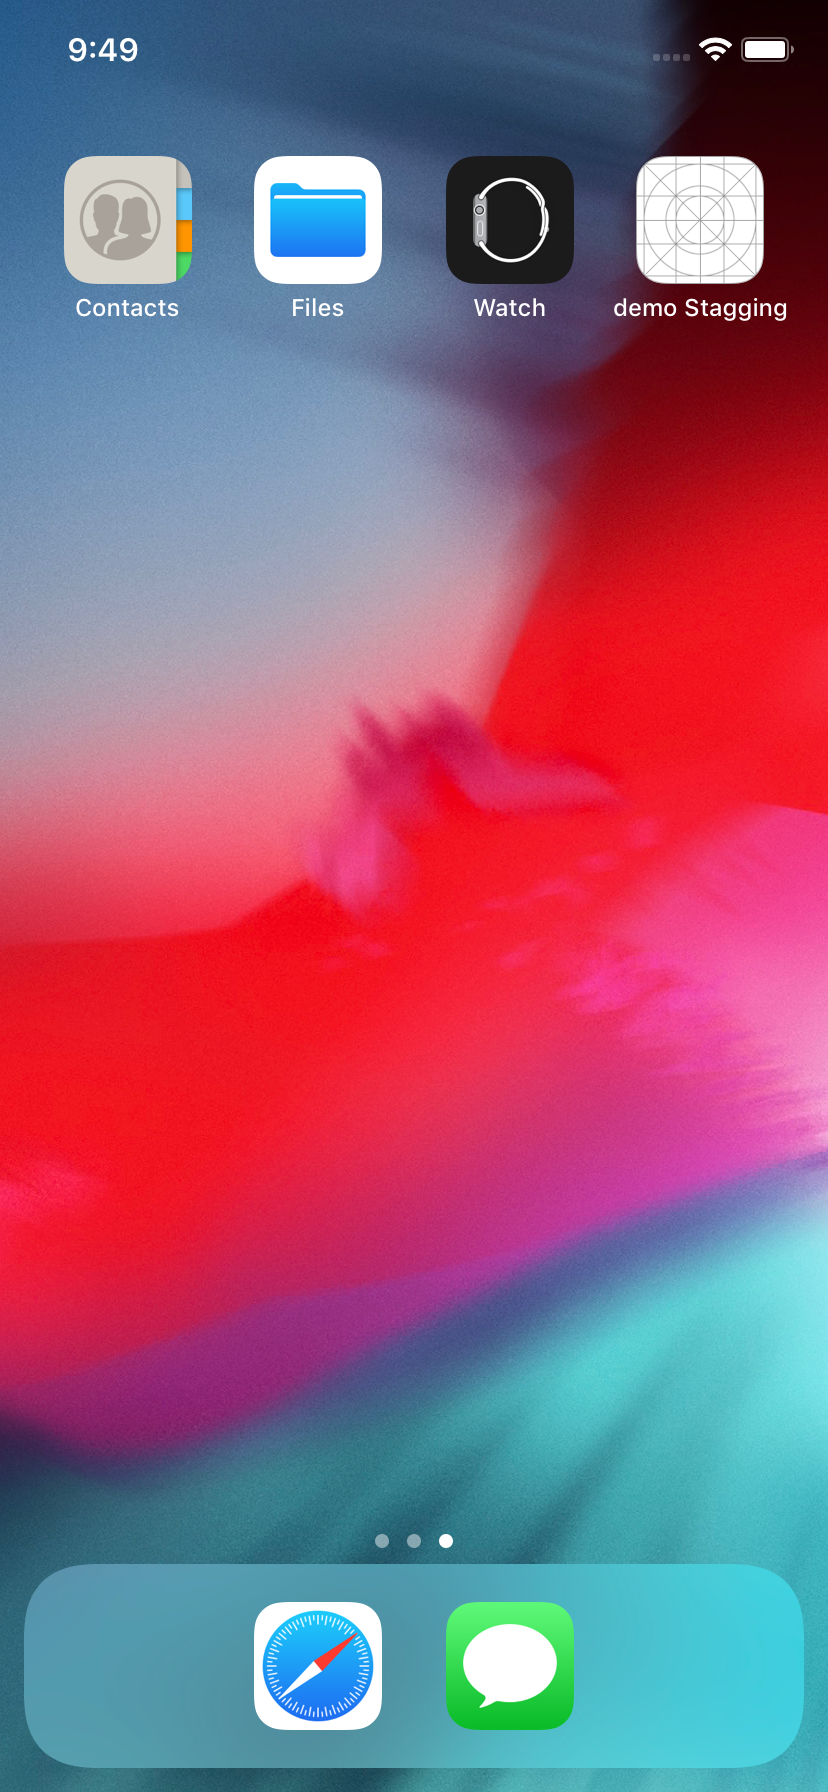 9:49
Contacts
Files
Watch
demo Stagging